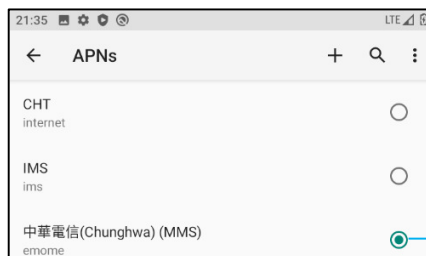 21:35 LTE
APNs
CHT
internet
IMS
ims
中華電信(Chunghwa) (MMS)
emome